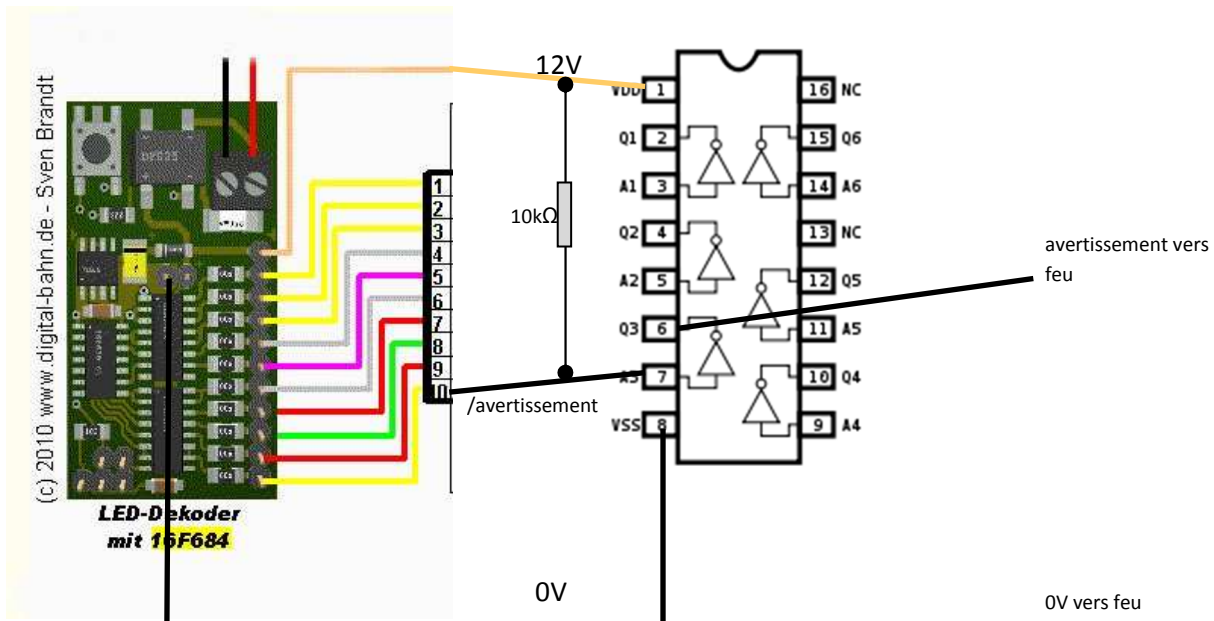 (c) 2010 www.digital-bahn.de - Sven Brandt
LED-Dekoder
mit 16F684
1
2
3
4
5
6
7
8
9
10
12V
10kΩ
/avertissement
0V
VDD 1
Q1 2
A1 3
Q2 4
A2 5
Q3 6
A3 7
VSS 8
16 NC
15 Q6
14 A6
13 NC
12 Q5
11 A5
10 Q4
9 A4
avertissement vers
feu
0V vers feu